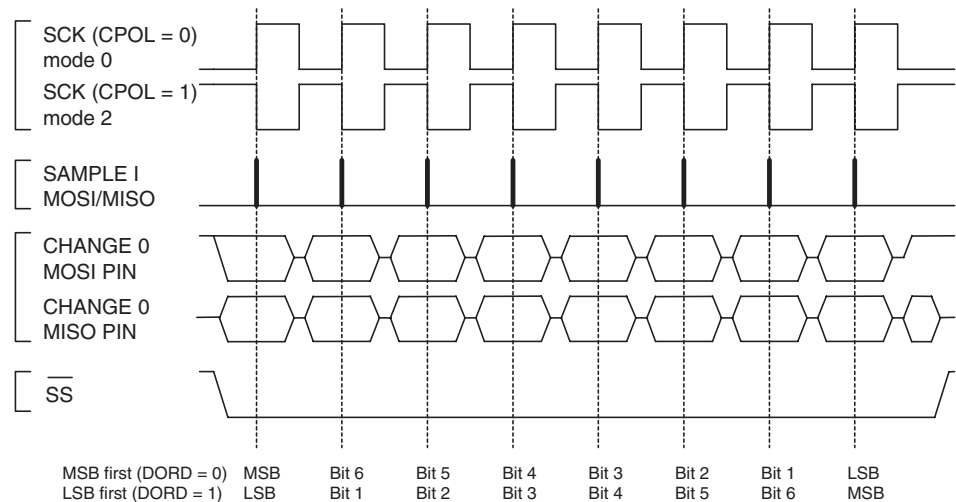 SCK (CPOL = 0)
mode 0
SCK (CPOL = 1)
mode 2
SAMPLE I
MOSI/MISO
CHANGE 0
MOSI PIN
CHANGE 0
MISO PIN
SS
MSB first (DORD = 0) MSB Bit 6 Bit 5 Bit 4 Bit 3 Bit 2 Bit 1 LSB
LSB first (DORD = 1) LSB Bit 1 Bit 2 Bit 3 Bit 4 Bit 5 Bit 6 MSB